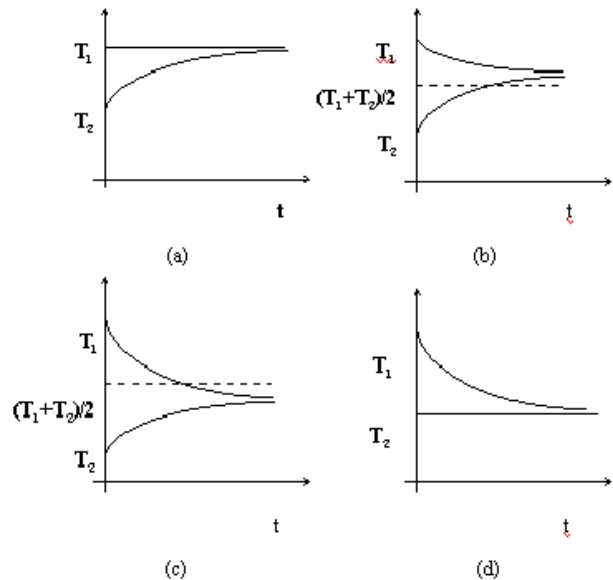 T₁
T₂
t
(a)
T₁
(T₁+T₂)/2
T₂
t
(b)
T₁
(T₁+T₂)/2
T₂
t
(c)
T₁
T₂
t
(d)